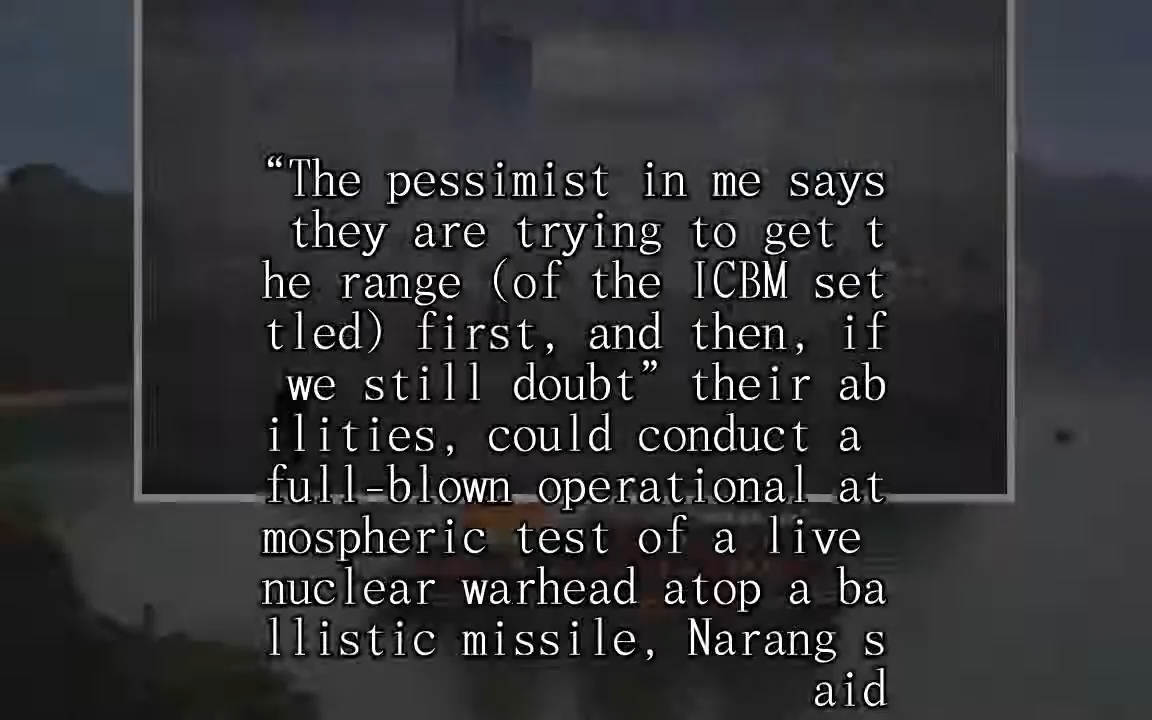 “The pessimist in me says
they are trying to get t
he range (of the ICBM set
tled) first, and then, if
we still doubt” their ab
ilities, could conduct a
full-blown operational at
mospheric test of a live
nuclear warhead atop a ba
llistic missile, Narang s
aid